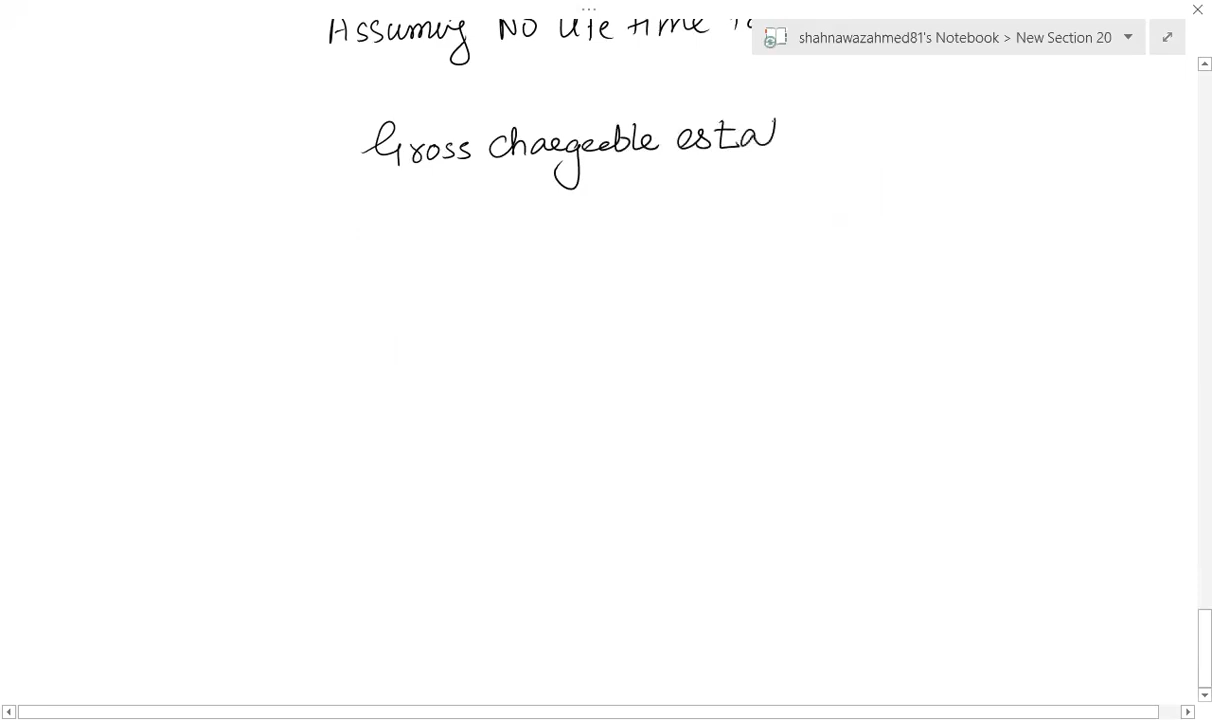 Assuming No life time
shahnawazahmed81's Notebook > New Section 20
Gross chargeable esta